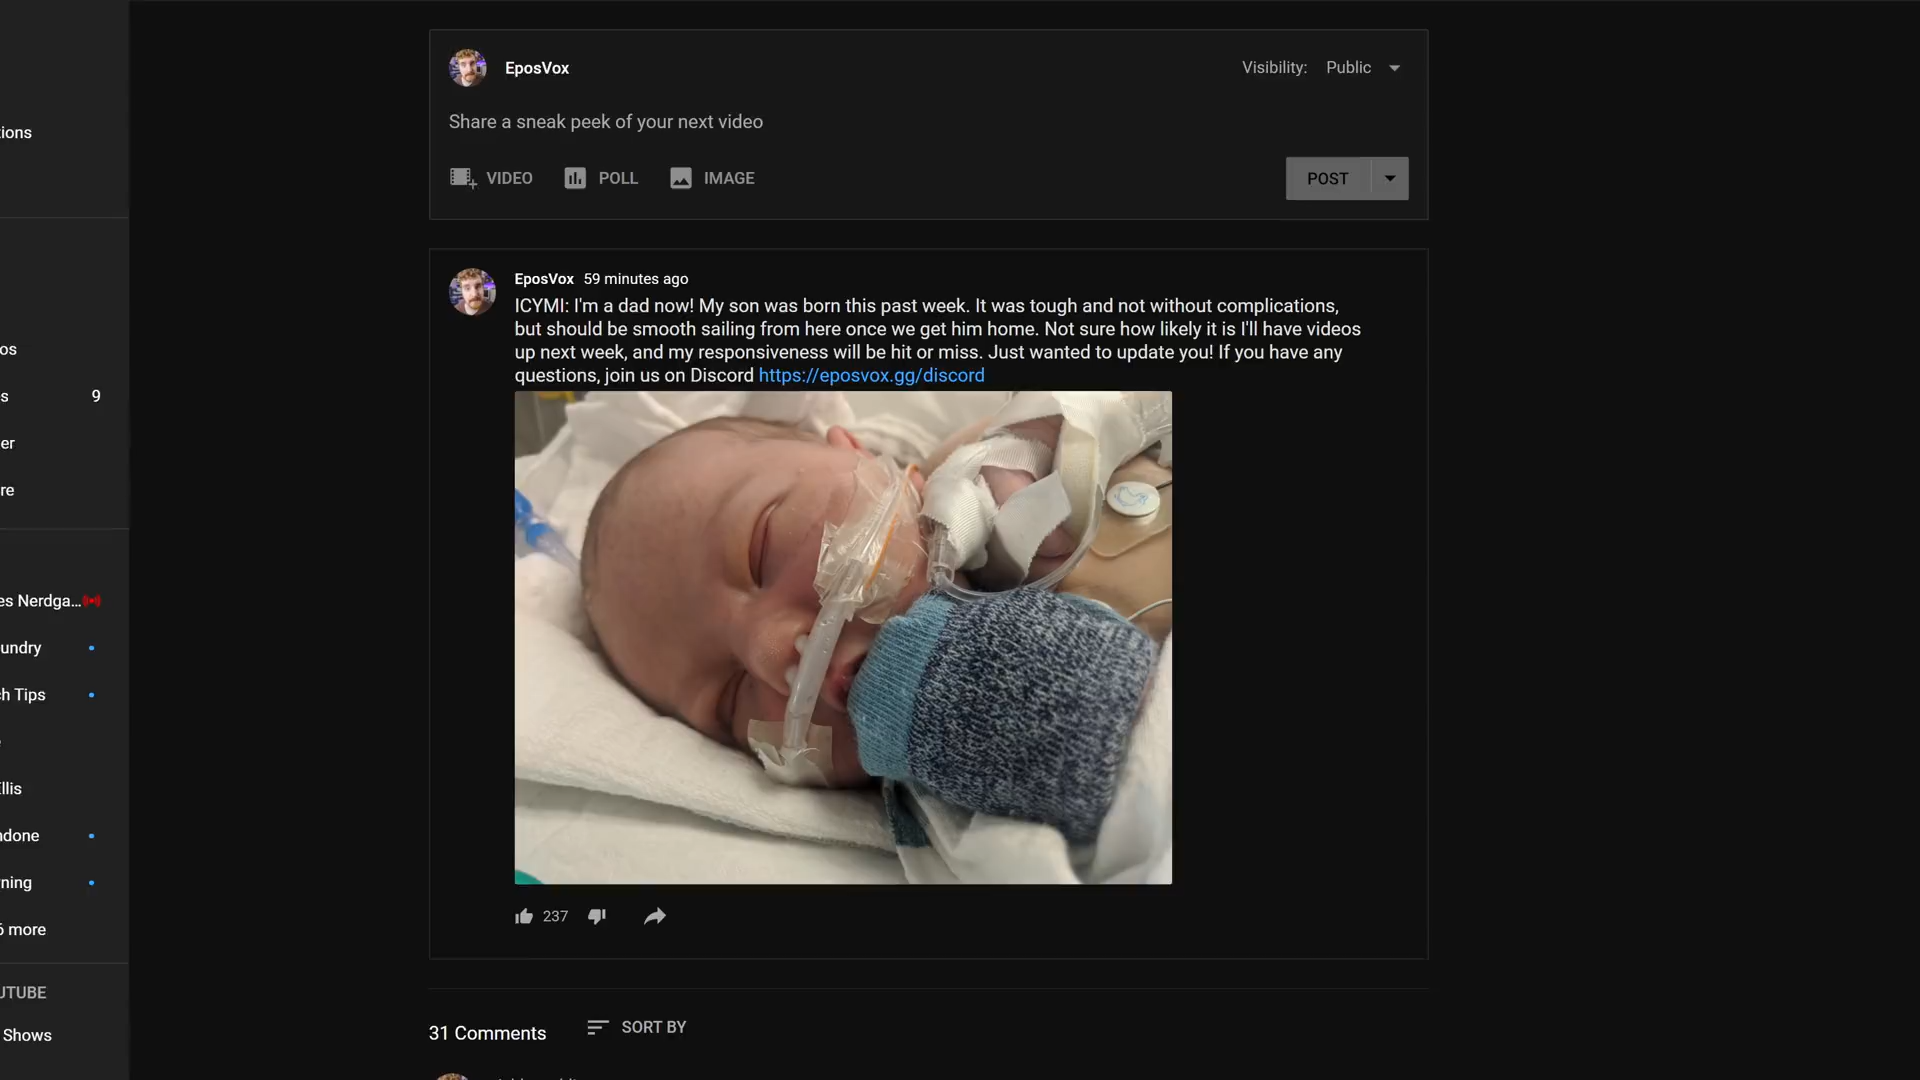 EposVox
Visibility: Public
Share a sneak peek of your next video
VIDEO POLL IMAGE
POST
EposVox 59 minutes ago
ICYMI: I'm a dad now! My son was born this past week. It was tough and not without complications,
but should be smooth sailing from here once we get him home. Not sure how likely it is I'll have videos
up next week, and my responsiveness will be hit or miss. Just wanted to update you! If you have any
questions, join us on Discord https://eposvox.gg/discord
237
31 Comments
SORT BY
ions
os
s 9
er
re
es Nerdga...
undry
ch Tips
Ellis
ndone
ning
6 more
UTUBE
Shows